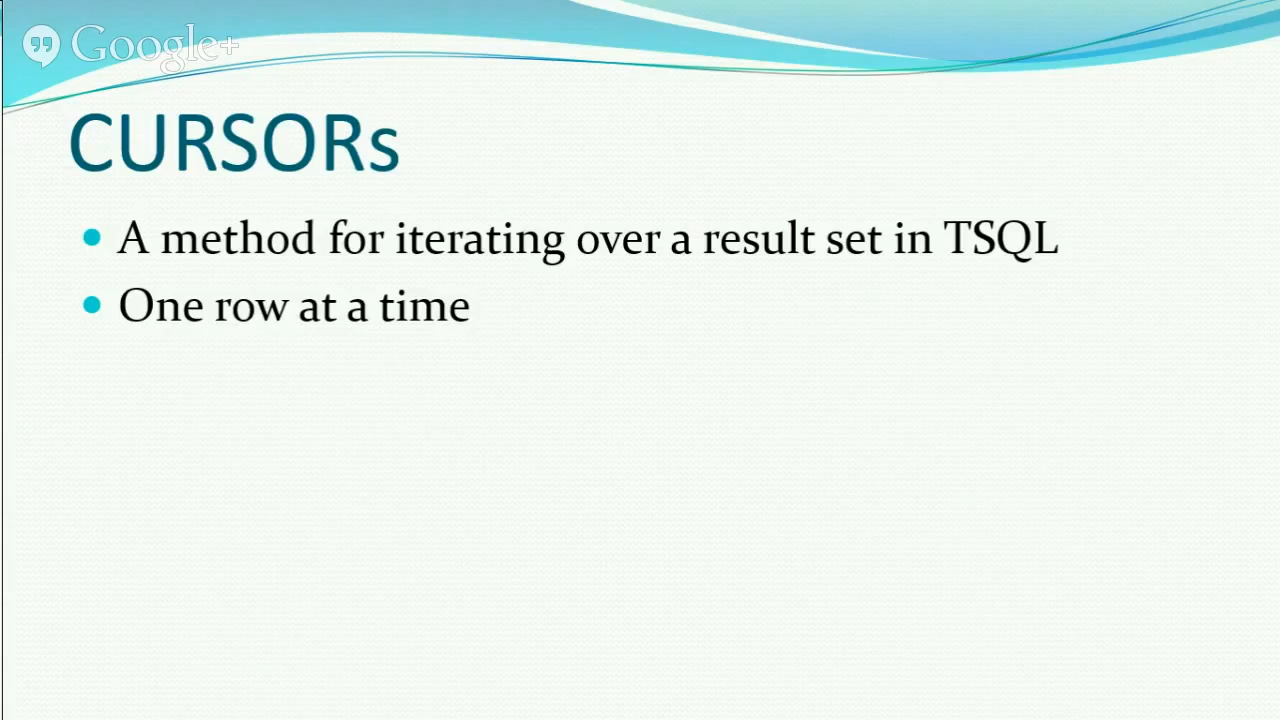 Google+
CURSORs
A method for iterating over a result set in TSQL
One row at a time